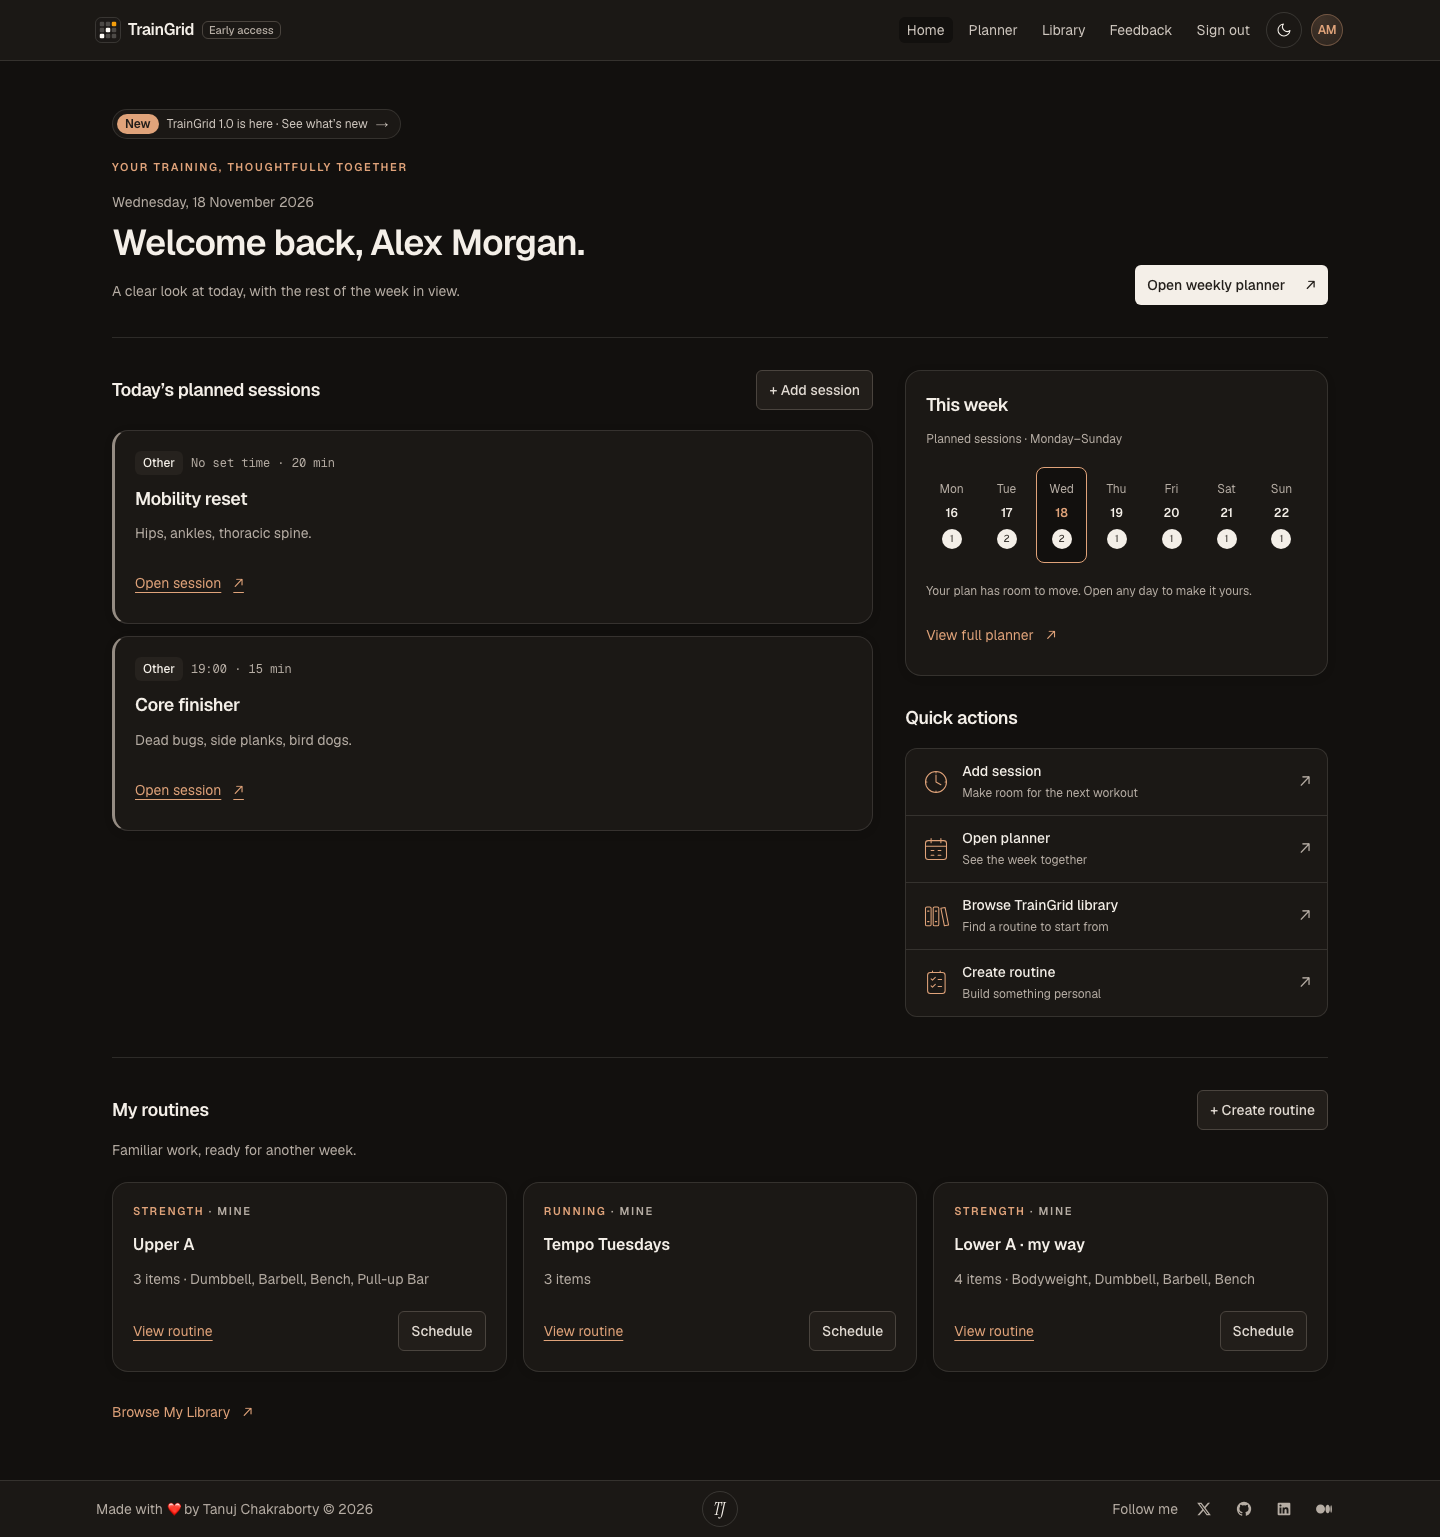 TrainGrid Early access
Home Planner Library Feedback Sign out AM
New TrainGrid 1.0 is here · See what's new →
YOUR TRAINING, THOUGHTFULLY TOGETHER
Wednesday, 18 November 2026
Welcome back, Alex Morgan.
A clear look at today, with the rest of the week in view.
Open weekly planner ↗
Today's planned sessions
+ Add session
Other No set time · 20 min
Mobility reset
Hips, ankles, thoracic spine.
Open session ↗
Other 19:00 · 15 min
Core finisher
Dead bugs, side planks, bird dogs.
Open session ↗
This week
Planned sessions · Monday–Sunday
Mon Tue Wed Thu Fri Sat Sun
16 17 18 19 20 21 22
1 2 2 1 1 1 1
Your plan has room to move. Open any day to make it yours.
View full planner ↗
Quick actions
Add session ↗
Make room for the next workout
Open planner ↗
See the week together
Browse TrainGrid library ↗
Find a routine to start from
Create routine ↗
Build something personal
My routines
+ Create routine
Familiar work, ready for another week.
STRENGTH · MINE
Upper A
3 items · Dumbbell, Barbell, Bench, Pull-up Bar
View routine Schedule
RUNNING · MINE
Tempo Tuesdays
3 items
View routine Schedule
STRENGTH · MINE
Lower A · my way
4 items · Bodyweight, Dumbbell, Barbell, Bench
View routine Schedule
Browse My Library ↗
Made with ❤️ by Tanuj Chakraborty © 2026
TJ
Follow me